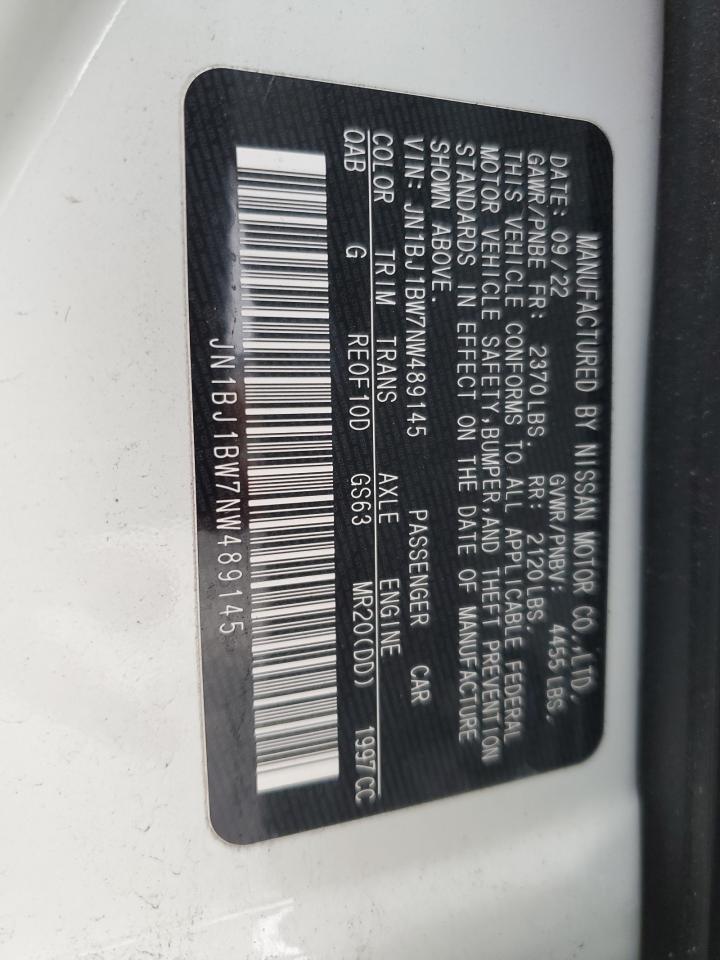 MANUFACTURED BY NISSAN MOTOR CO.,LTD.
DATE: 09/22 GVWR/PNBV: 4455LBS.
GAWR/PNBE FR: 2370LBS. RR: 2120LBS.
THIS VEHICLE CONFORMS TO ALL APPLICABLE FEDERAL
MOTOR VEHICLE SAFETY,BUMPER,AND THEFT PREVENTION
STANDARDS IN EFFECT ON THE DATE OF MANUFACTURE
SHOWN ABOVE.
VIN: JN1BJ1BW7NW489145 PASSENGER CAR
COLOR TRIM TRANS AXLE ENGINE
QAB G RE0F10D GS63 MR20(DD) 1997CC
JN1BJ1BW7NW489145